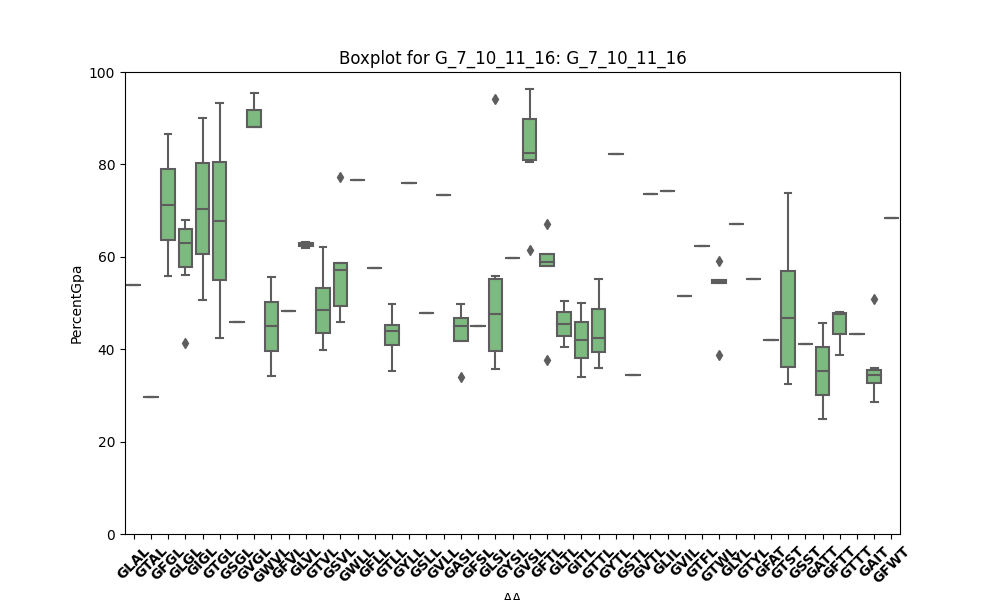 Boxplot for G_7_10_11_16: G_7_10_11_16
100
80
60
40
20
0
PercentGpa
GLAL GTAL GFGL GLGL GIGL GTGL GSGL GVGL GWVL GFVL GLVL GTVL GSVL GWLL GFLL GTLL GYLL GSLL GVLL GASL GFSL GLSL GYSL GVSL GFTL GLTL GITL GTTL GYTL GSTL GVTL GLIL GVIL GTFL GTWL GLYL GTYL GFAT GTST GSST GATT GFTT GTTT GAIT GFWT
AA